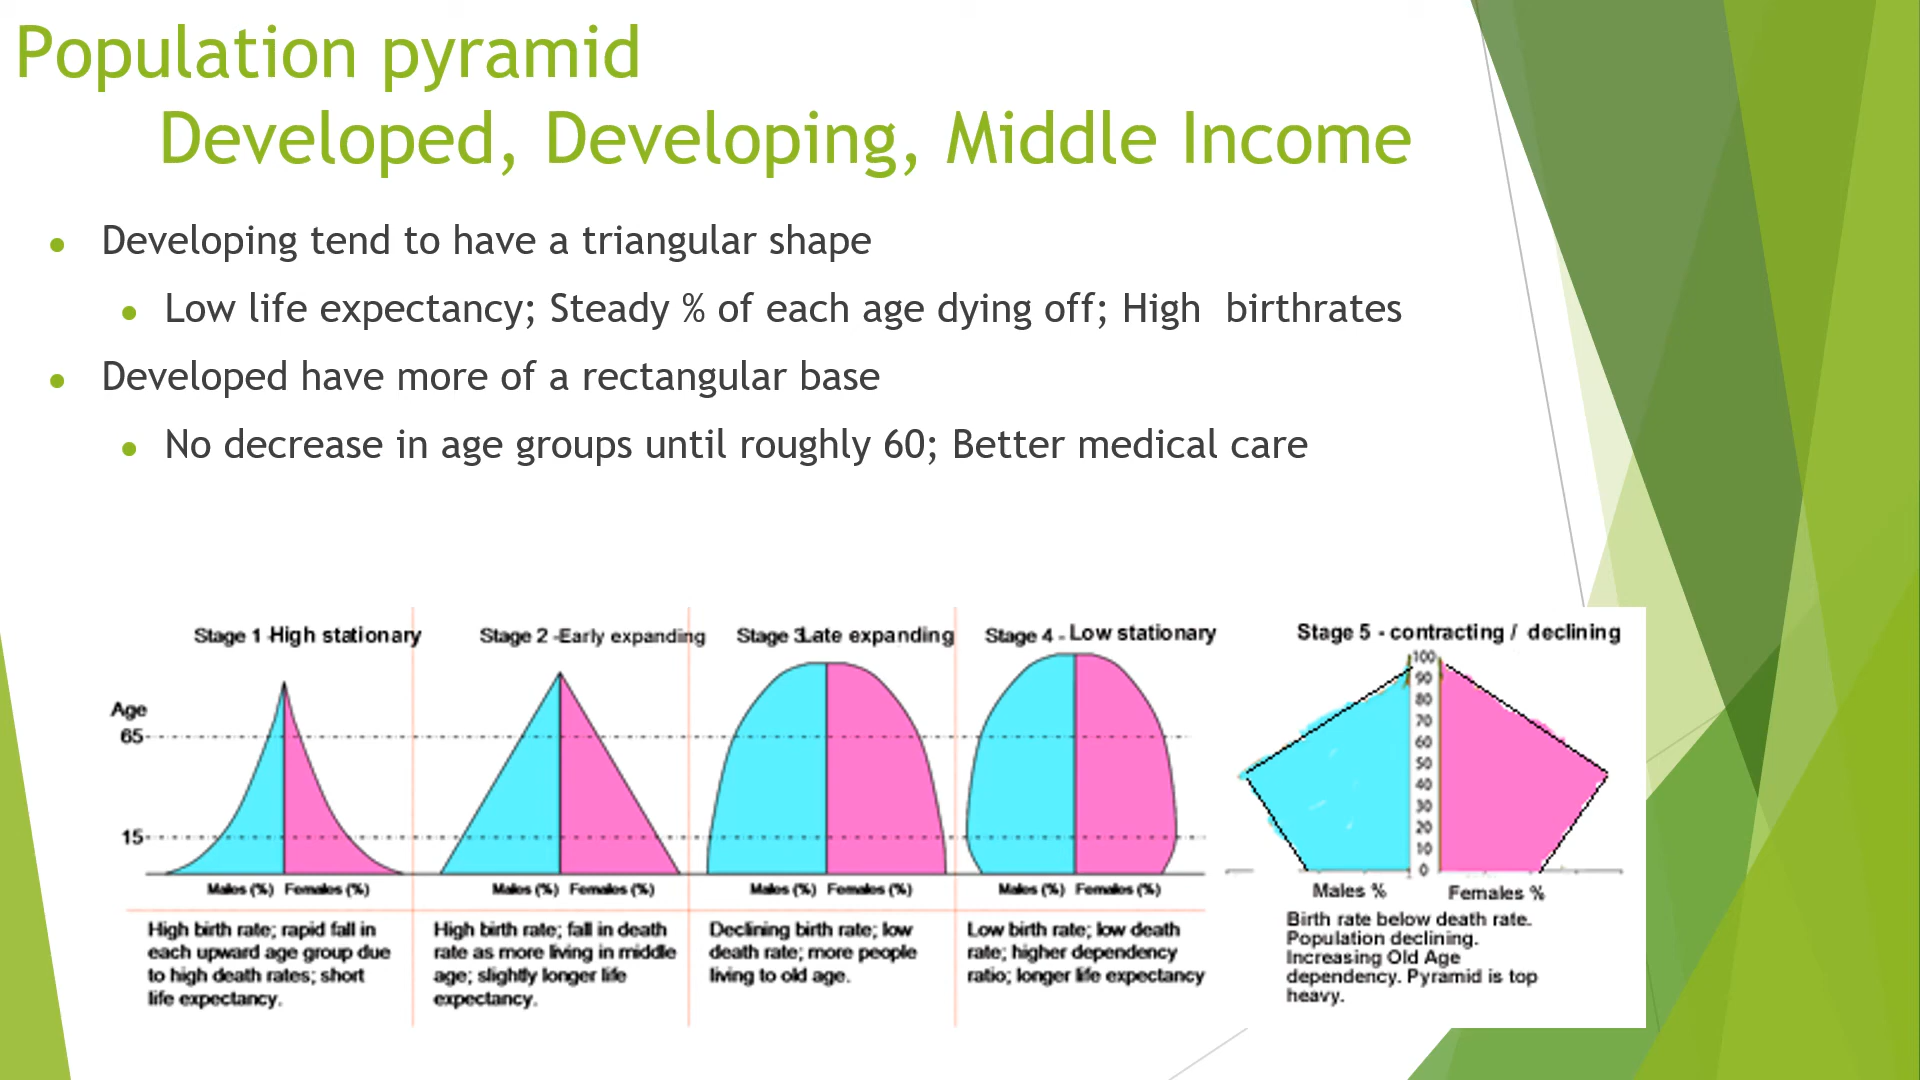 Population pyramid
Developed, Developing, Middle Income
Developing tend to have a triangular shape
Low life expectancy; Steady % of each age dying off; High birthrates
Developed have more of a rectangular base
No decrease in age groups until roughly 60; Better medical care
Stage 1 -High stationary
Age
65
15
Males (%) Females (%)
High birth rate; rapid fall in
each upward age group due
to high death rates; short
life expectancy.
Stage 2 -Early expanding
Males (%) Females (%)
High birth rate; fall in death
rate as more living in middle
age; slightly longer life
expectancy.
Stage 3Late expanding
Males (%) Females (%)
Declining birth rate; low
death rate; more people
living to old age.
Stage 4 - Low stationary
Males (%) Females (%)
Low birth rate; low death
rate; higher dependency
ratio; longer life expectancy
Stage 5 - contracting / declining
100
90
80
70
60
50
40
30
20
10
0
Males % Females %
Birth rate below death rate.
Population declining.
Increasing Old Age
dependency. Pyramid is top
heavy.